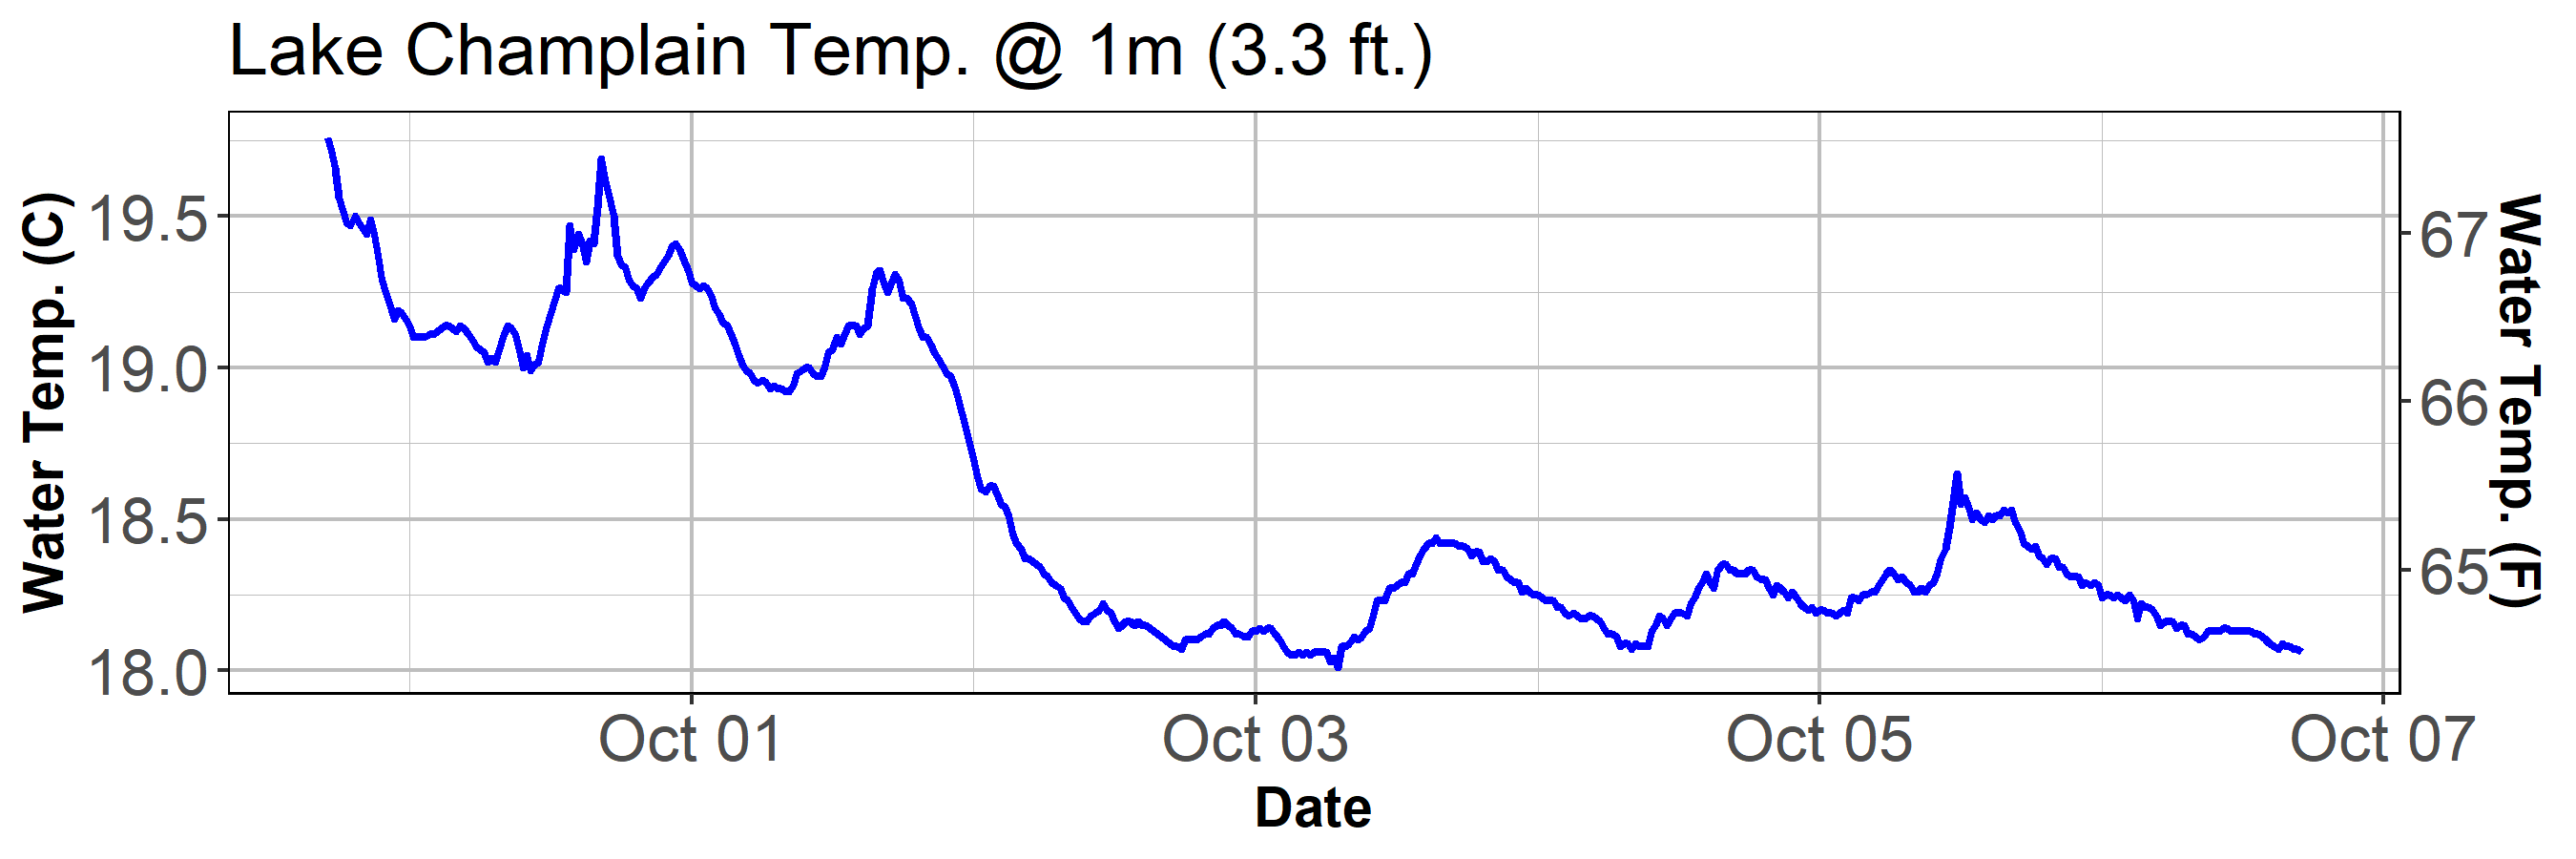 Lake Champlain Temp. @ 1m (3.3 ft.)
Water Temp. (C)
19.5
19.0
18.5
18.0
67
66
65
Water Temp. (F)
Oct 01 Oct 03 Oct 05 Oct 07
Date